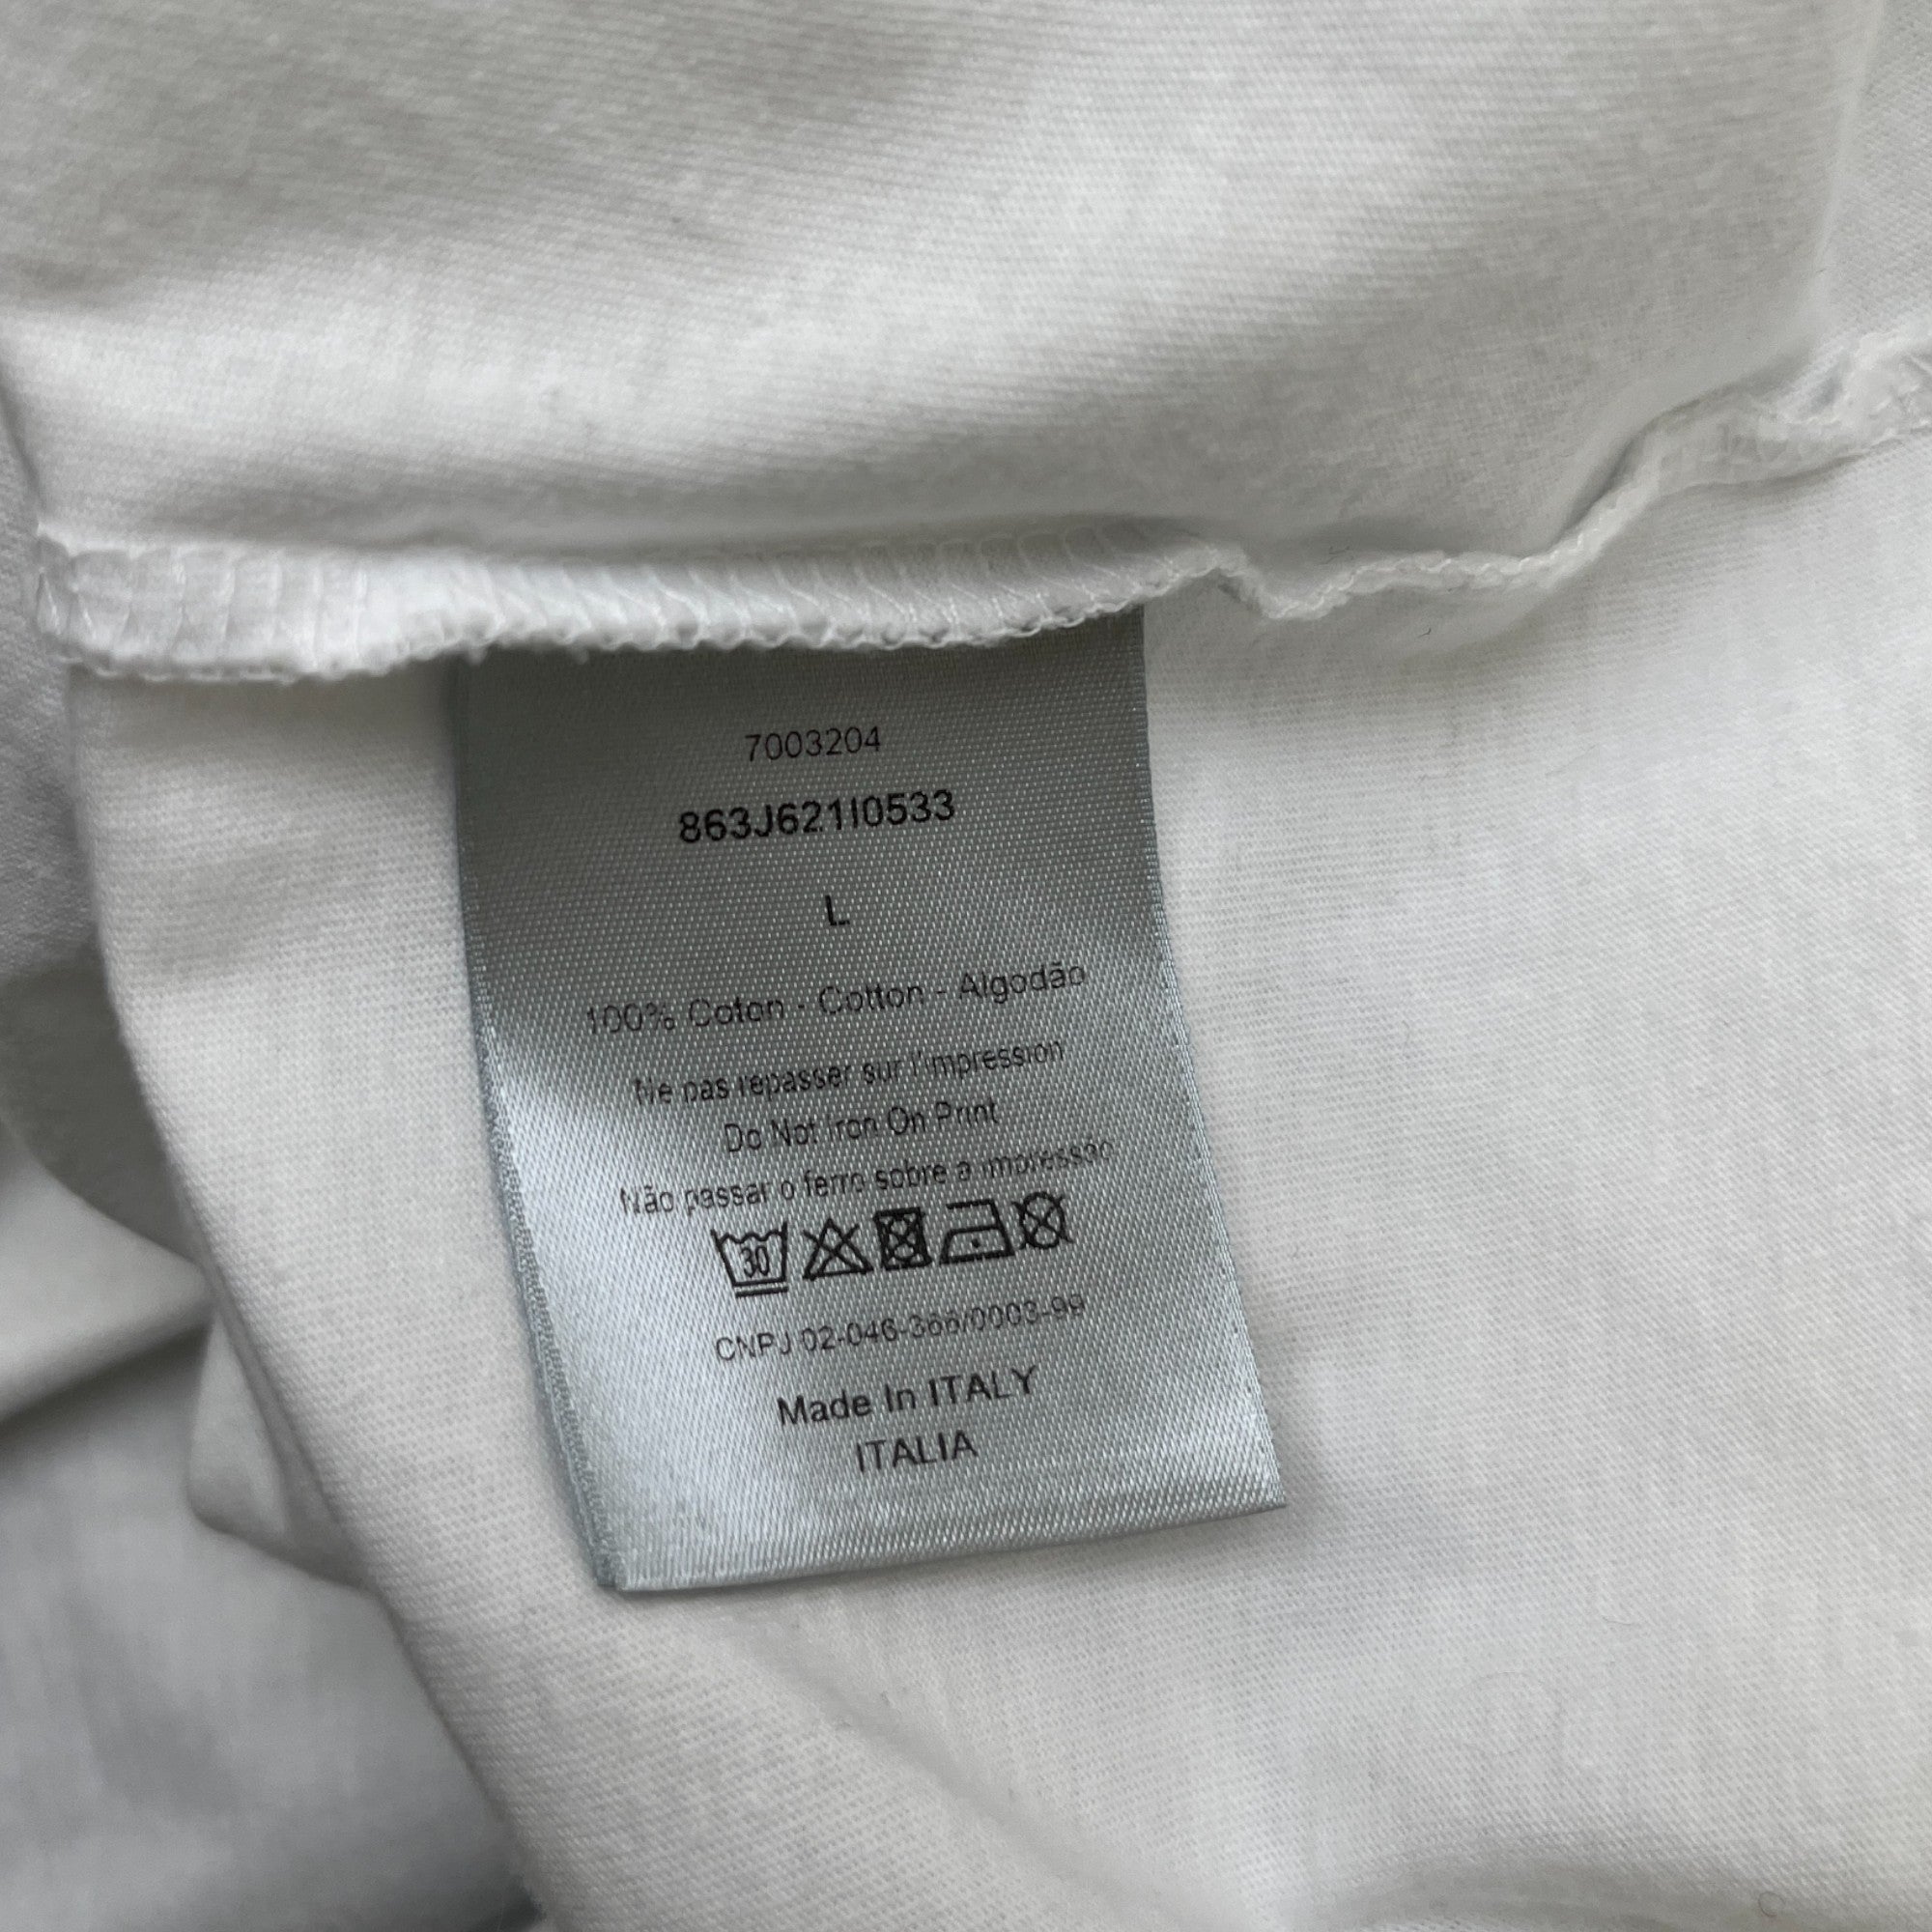 7003204
863J621I0533
L
100% Coton - Cotton - Algodão
Ne pas repasser sur l'impression
Do Not Iron On Print
Não passar o ferro sobre a impressão
30
CNPJ 02-046-366/0003-99
Made In ITALY
ITALIA